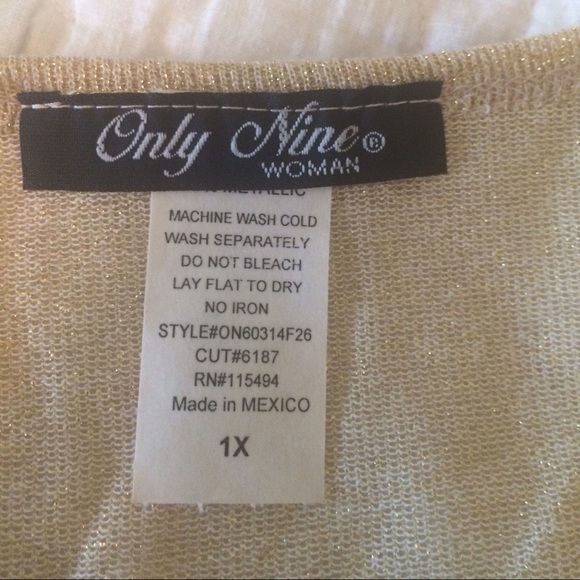 Only Nine®
WOMAN
METALLIC
MACHINE WASH COLD
WASH SEPARATELY
DO NOT BLEACH
LAY FLAT TO DRY
NO IRON
STYLE#ON60314F26
CUT#6187
RN#115494
Made in MEXICO
1X